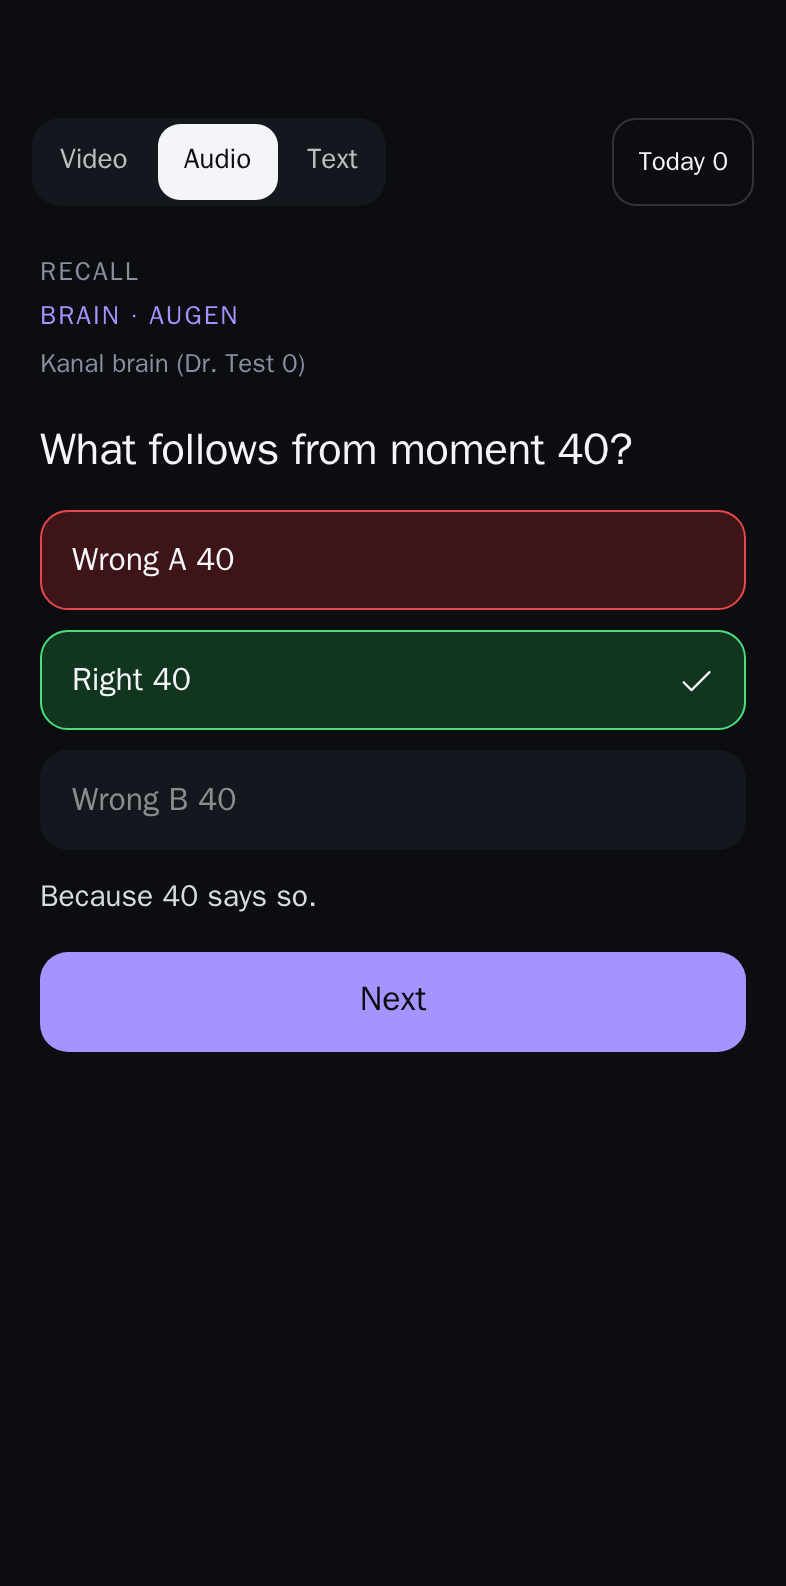 Video Audio Text Today 0
RECALL
BRAIN · AUGEN
Kanal brain (Dr. Test 0)
What follows from moment 40?
Wrong A 40
Right 40
Wrong B 40
Because 40 says so.
Next